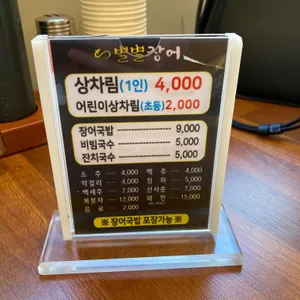 별별장어
상차림(1인) 4,000
어린이상차림(초등)2,000
장어국밥 9,000
비빔국수 5,000
잔치국수 5,000
소 주 4,000 맥 주 4,000
막걸리 4,000 청 하 5,000
백세주 7,000 산사춘 7,000
복분자 12,000 와 인 15,000
음 료 2,000
※ 장어국밥 포장가능 ※